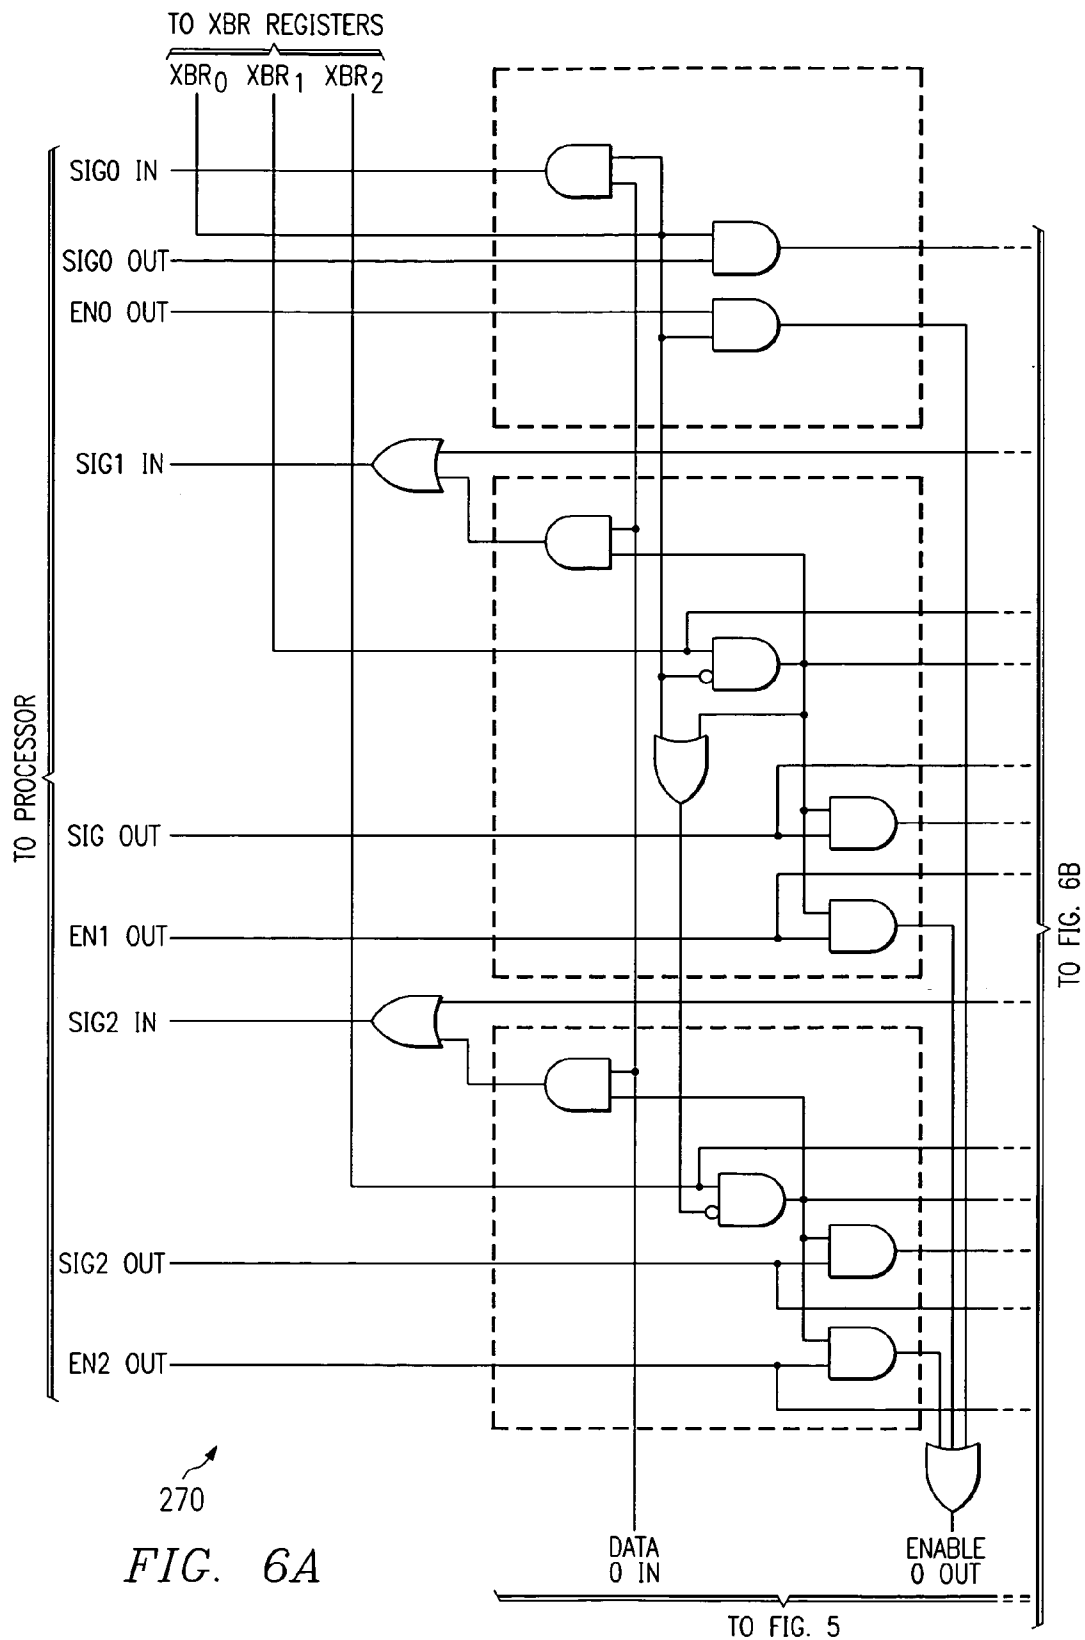 TO XBR REGISTERS
XBR0 XBR1 XBR2
SIG0 IN
SIG0 OUT
EN0 OUT
SIG1 IN
TO PROCESSOR
SIG OUT
EN1 OUT
TO FIG. 6B
SIG2 IN
SIG2 OUT
EN2 OUT
270
FIG. 6A
DATA
0 IN
ENABLE
0 OUT
TO FIG. 5